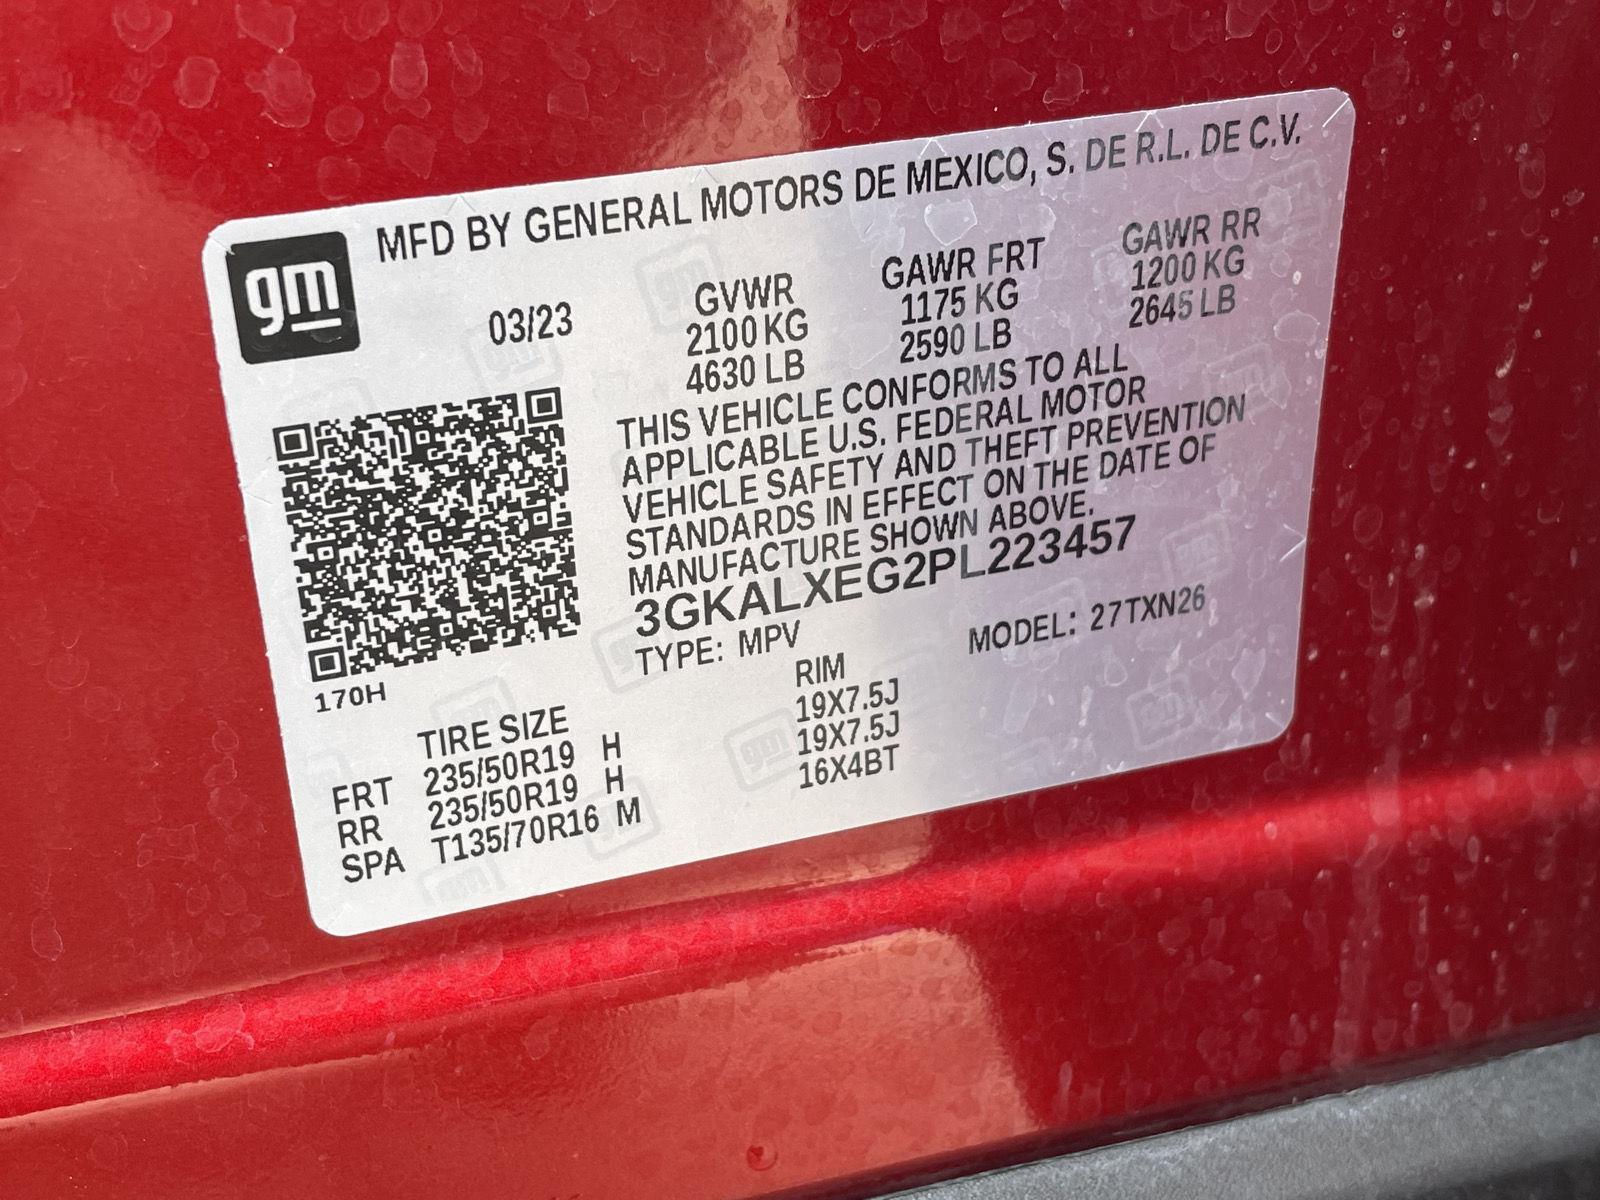 gm
MFD BY GENERAL MOTORS DE MEXICO, S. DE R.L. DE C.V.
03/23
GVWR
2100 KG
4630 LB
GAWR FRT
1175 KG
2590 LB
GAWR RR
1200 KG
2645 LB
THIS VEHICLE CONFORMS TO ALL
APPLICABLE U.S. FEDERAL MOTOR
VEHICLE SAFETY AND THEFT PREVENTION
STANDARDS IN EFFECT ON THE DATE OF
MANUFACTURE SHOWN ABOVE.
3GKALXEG2PL223457
TYPE: MPV
MODEL: 27TXN26
170H
TIRE SIZE RIM
FRT 235/50R19 H 19X7.5J
RR 235/50R19 H 19X7.5J
SPA T135/70R16 M 16X4BT